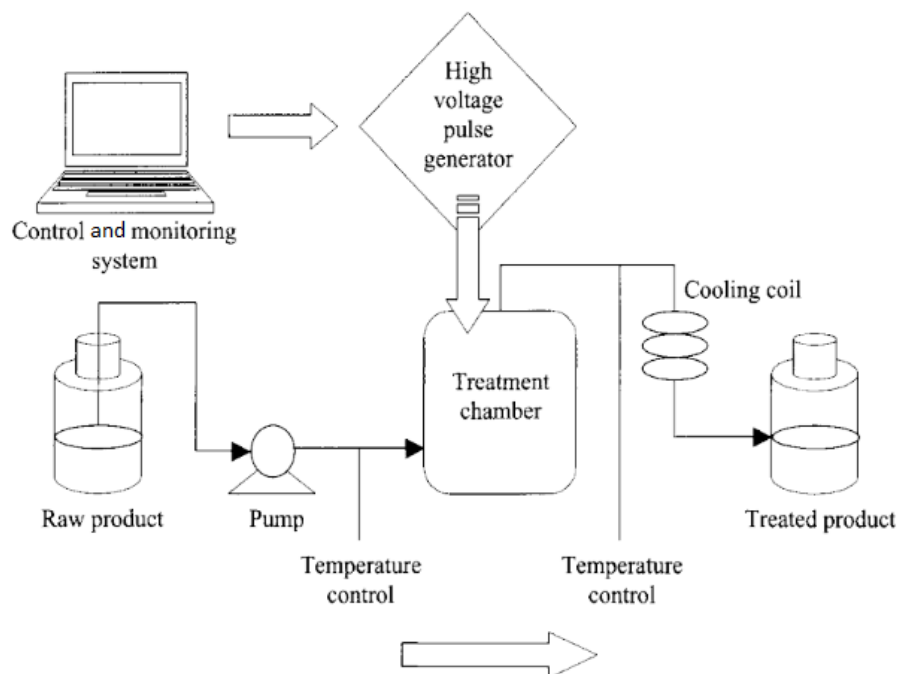 High
voltage
pulse
generator
Control and monitoring
system
Cooling coil
Treatment
chamber
Raw product
Pump
Treated product
Temperature
control
Temperature
control